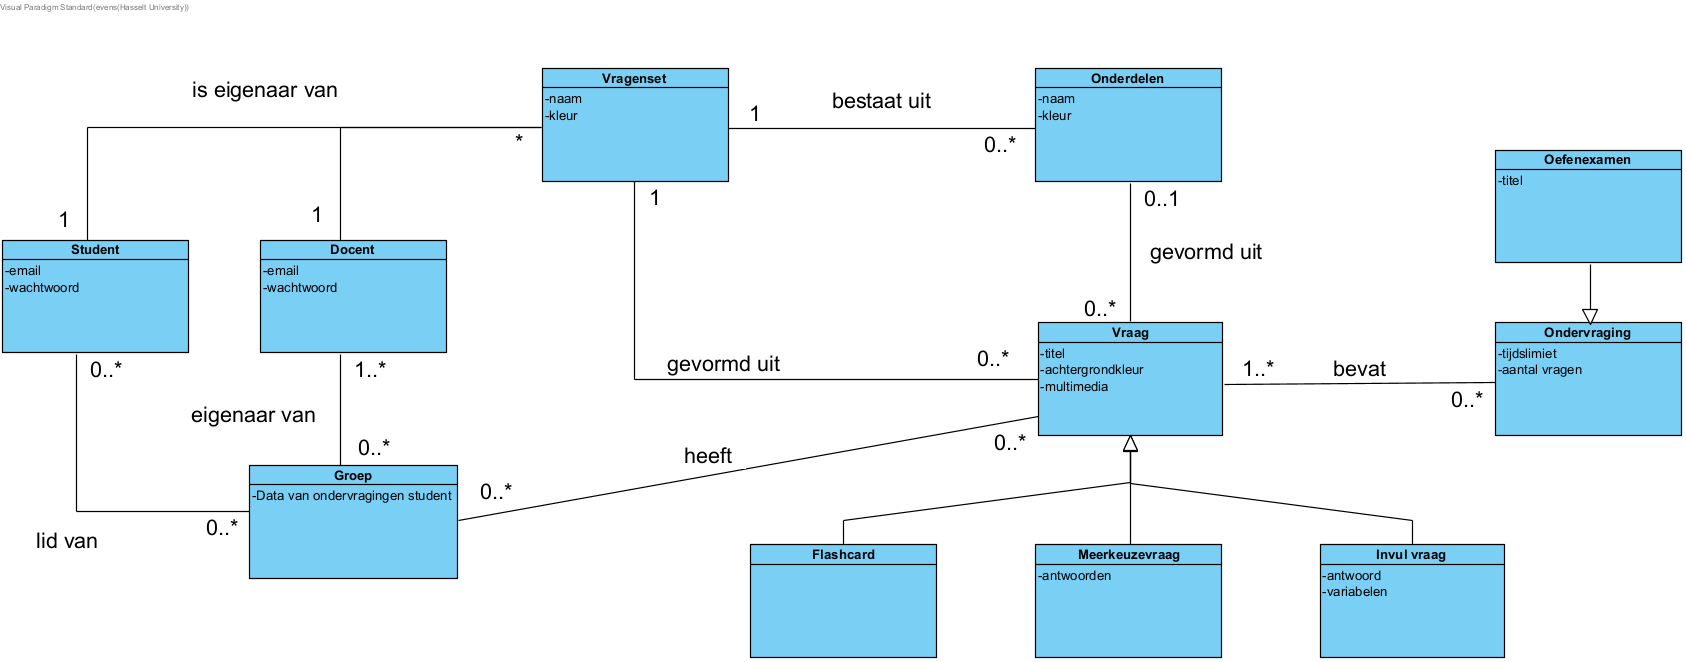 Visual Paradigm Standard(evens(Hasselt University))
is eigenaar van
Vragenset
-naam
-kleur
*
1
1
bestaat uit
0..*
Onderdelen
-naam
-kleur
0..1
Oefenexamen
-titel
1
1
Student
-email
-wachtwoord
0..*
Docent
-email
-wachtwoord
1..*
gevormd uit
0..*
gevormd uit
0..*
Vraag
-titel
-achtergrondkleur
-multimedia
1..*
bevat
0..*
Ondervraging
-tijdslimiet
-aantal vragen
eigenaar van
0..*
Groep
-Data van ondervragingen student
lid van
0..*
0..*
heeft
0..*
Flashcard
Meerkeuzevraag
-antwoorden
Invul vraag
-antwoord
-variabelen